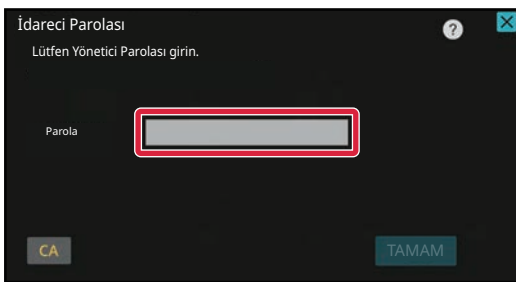 İdareci Parolası
?
Lütfen Yönetici Parolası girin.
Parola
CA
TAMAM